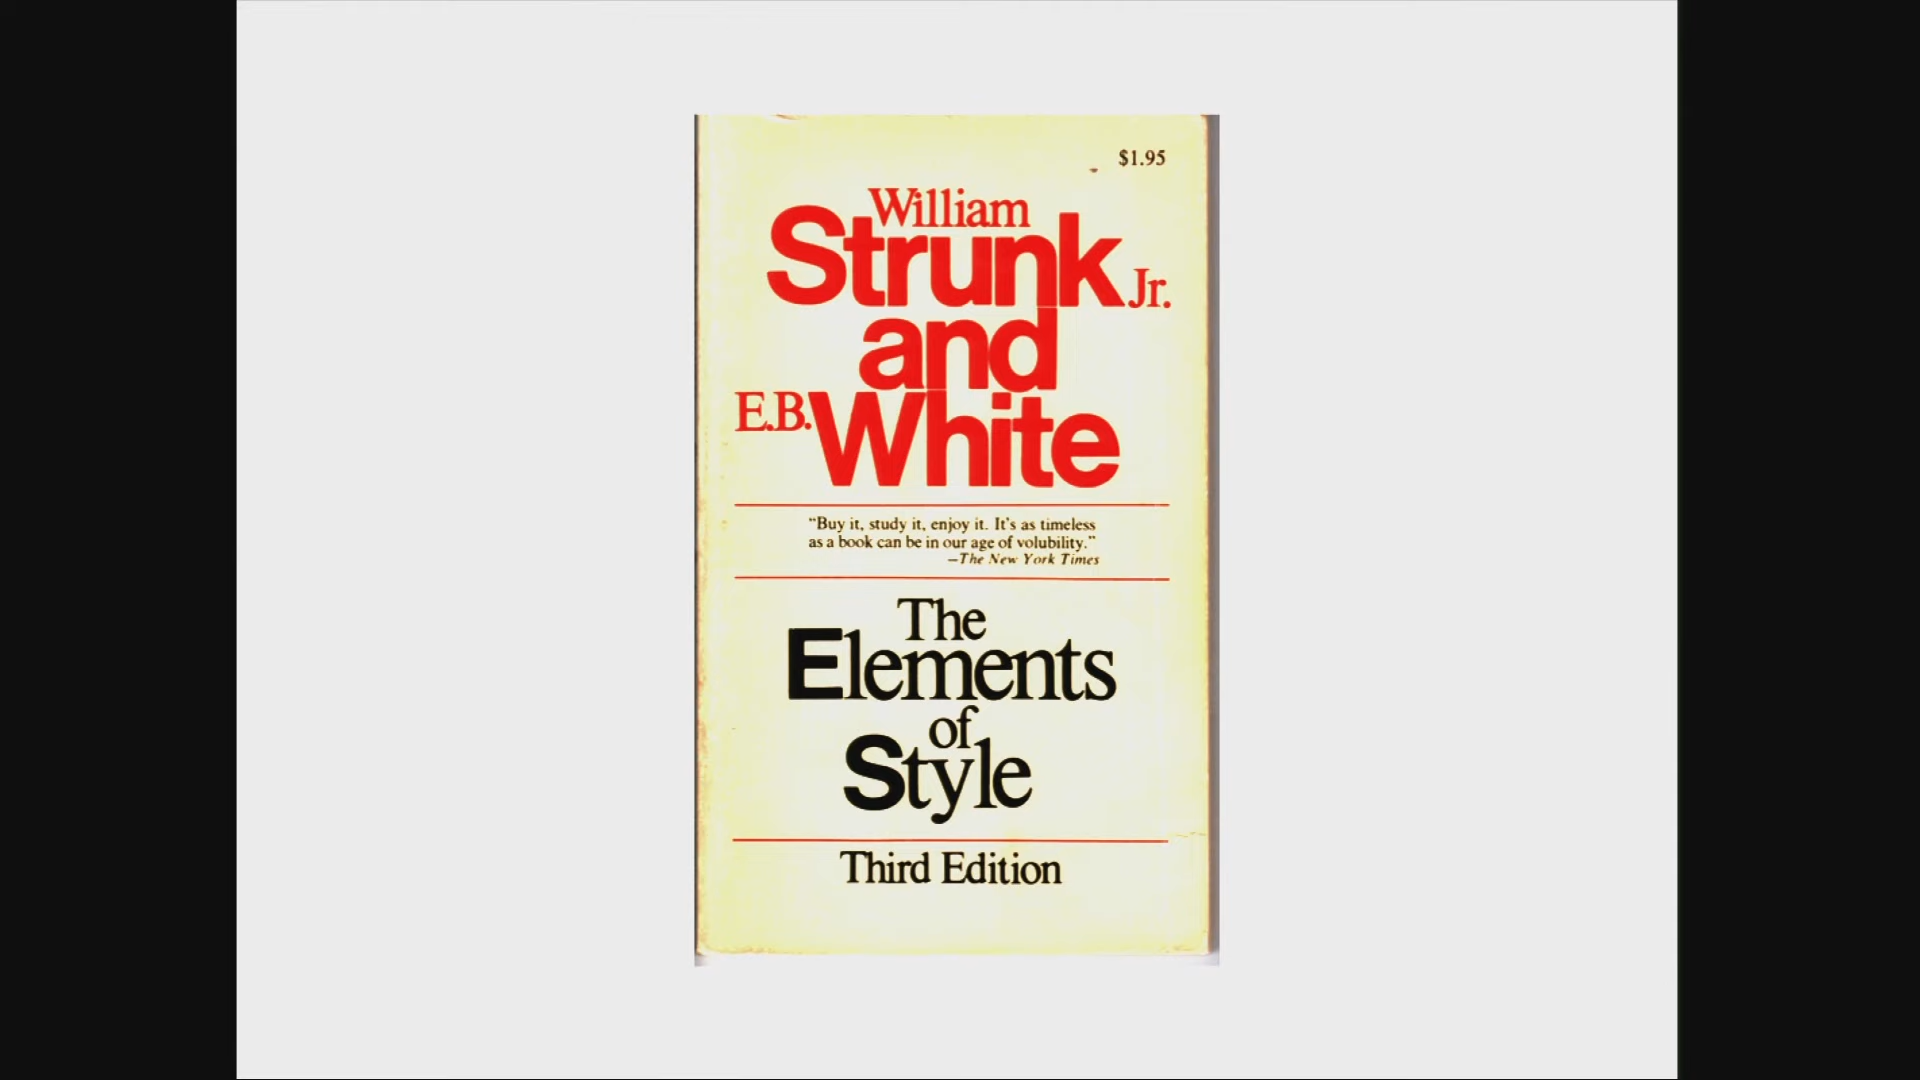 $1.95
William
Strunk Jr.
and
E.B. White
"Buy it, study it, enjoy it. It's as timeless
as a book can be in our age of volubility."
—The New York Times
The
Elements
of
Style
Third Edition